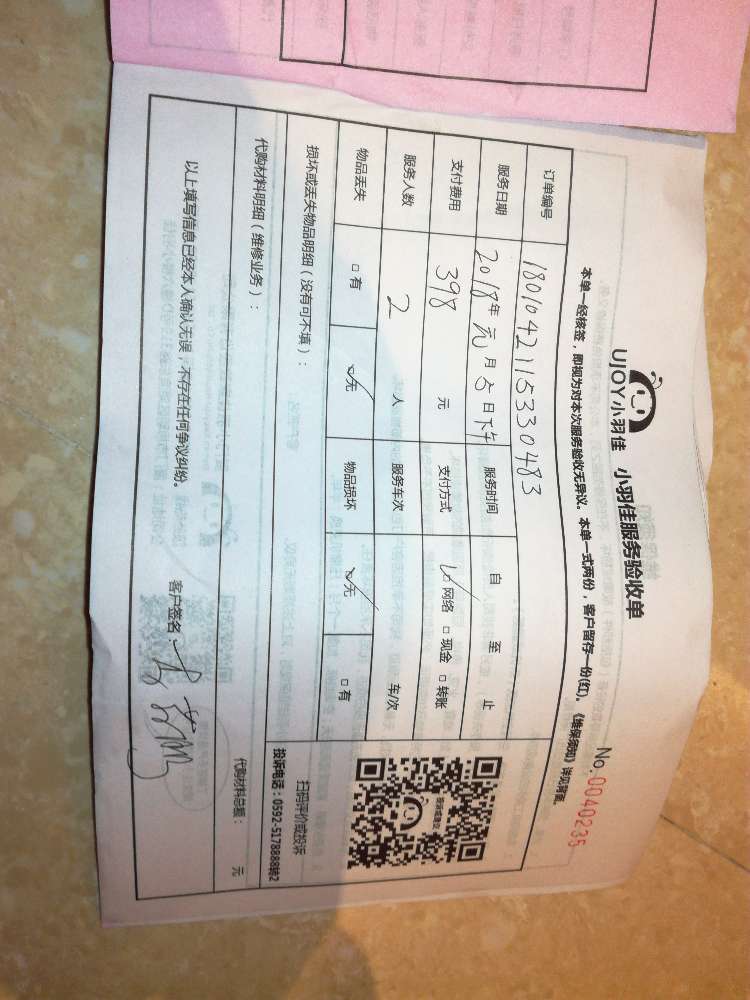 UJOY小羽佳 小羽佳服务验收单
No.0040235
本单一经核签，即视为对本次服务验收无异议。本单一式两份，客户留存一份(红)。《维保须知》详见背面。
订单编号 1801042115330483
服务日期 2018年元月5日下午 服务时间 自 至 止
支付费用 398 元 支付方式 ☑网络 □现金 □转账
服务人数 2 人 服务车次 车/次
物品丢失 □有 ☑无 物品损坏 ☑无 □有
损坏或丢失物品明细（没有可不填）：
扫码评价或投诉
投诉电话：0592-5178888转2
代购材料明细（维修业务）：
代购材料总额： 元
以上填写信息已经本人确认无误，不存在任何争议纠纷。
客户签名：